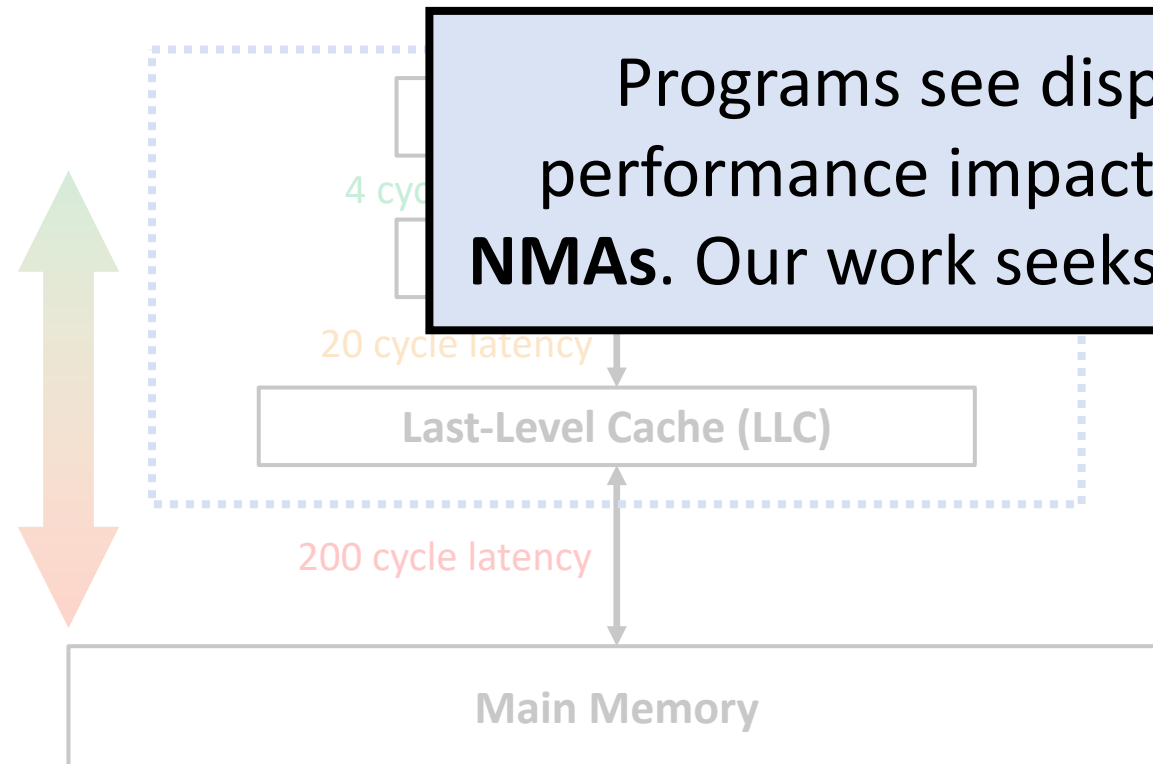 Programs see disp
performance impact
NMAs. Our work seeks
4 cyc
20 cycle latency
Last-Level Cache (LLC)
200 cycle latency
Main Memory